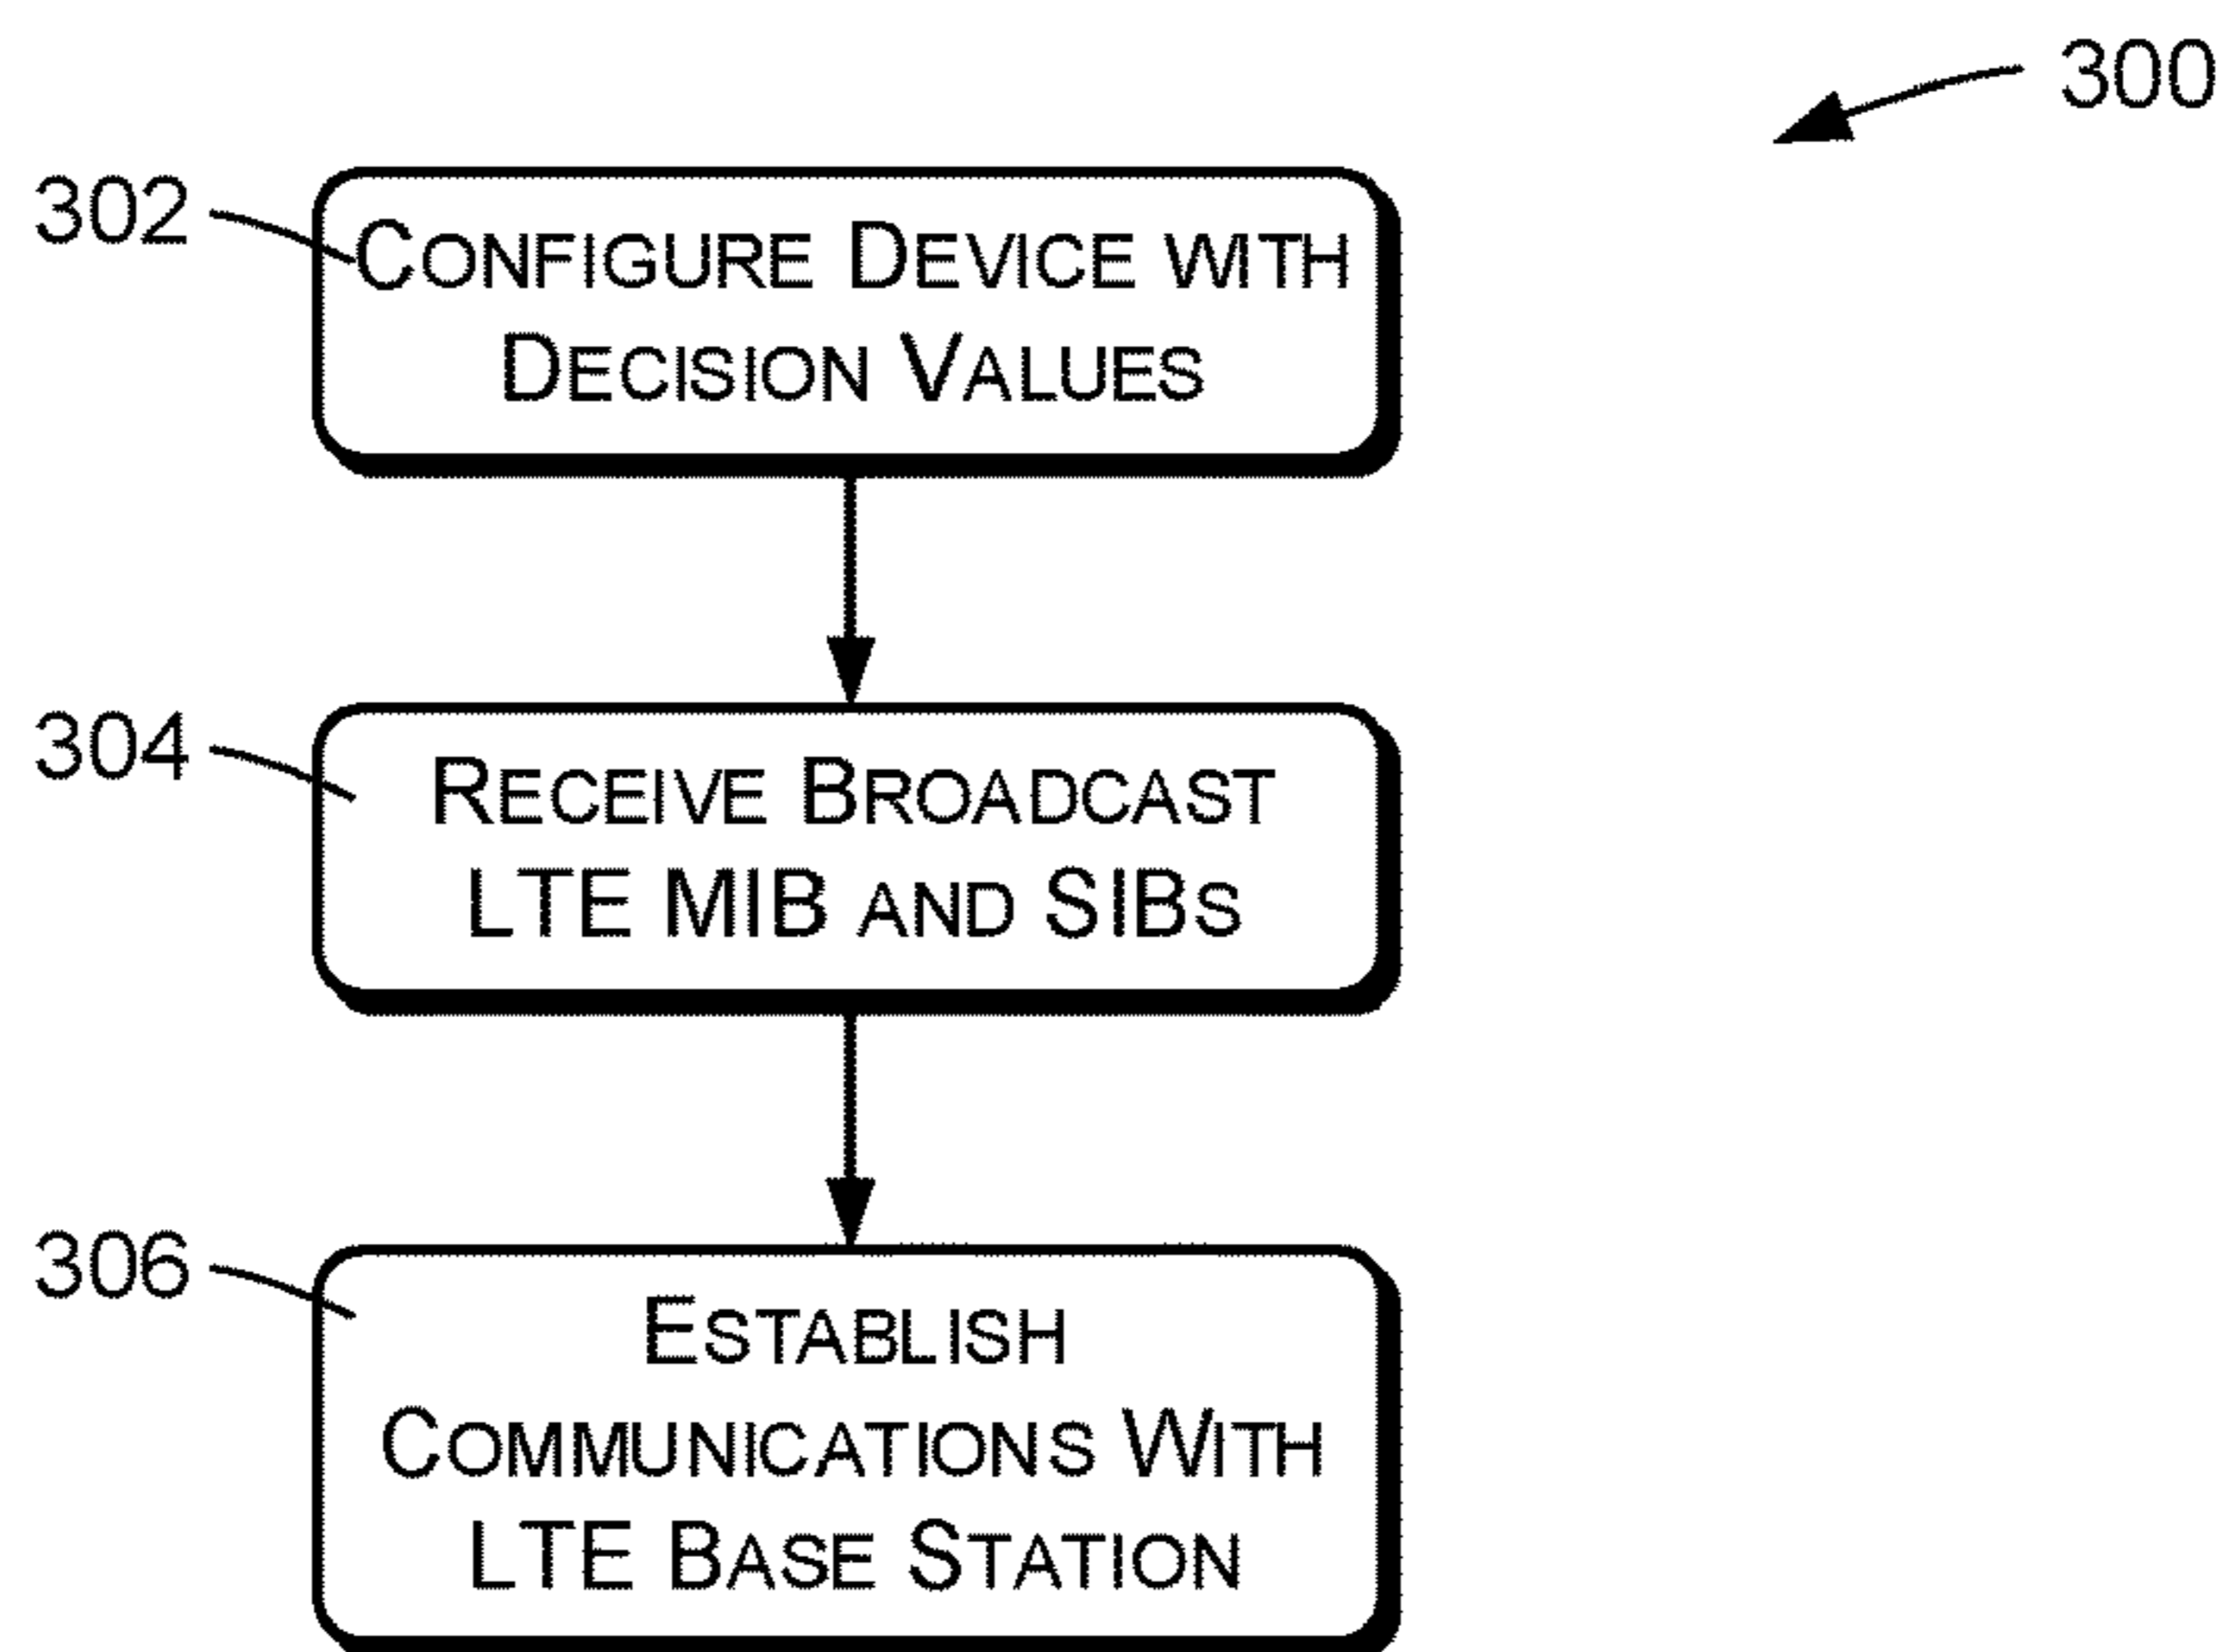 300
302
CONFIGURE DEVICE WITH
DECISION VALUES
304
RECEIVE BROADCAST
LTE MIB AND SIBS
306
ESTABLISH
COMMUNICATIONS WITH
LTE BASE STATION